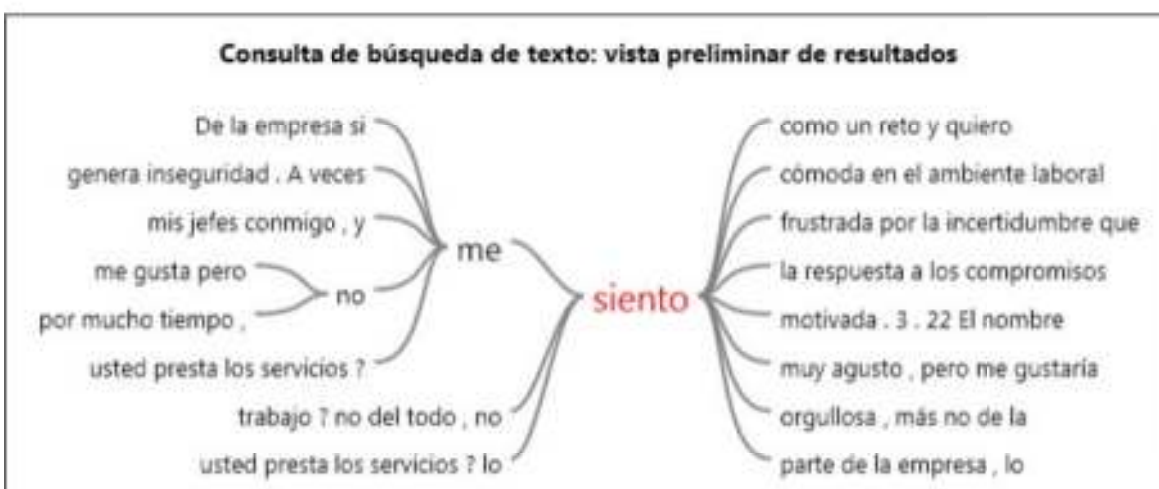 Consulta de búsqueda de texto: vista preliminar de resultados
De la empresa si
genera inseguridad . A veces
mis jefes conmigo , y
me gusta pero
por mucho tiempo ,
no
usted presta los servicios ?
me
trabajo ? no del todo , no
usted presta los servicios ? lo
siento
como un reto y quiero
cómoda en el ambiente laboral
frustrada por la incertidumbre que
la respuesta a los compromisos
motivada . 3 . 22 El nombre
muy agusto , pero me gustaría
orgullosa , más no de la
parte de la empresa , lo